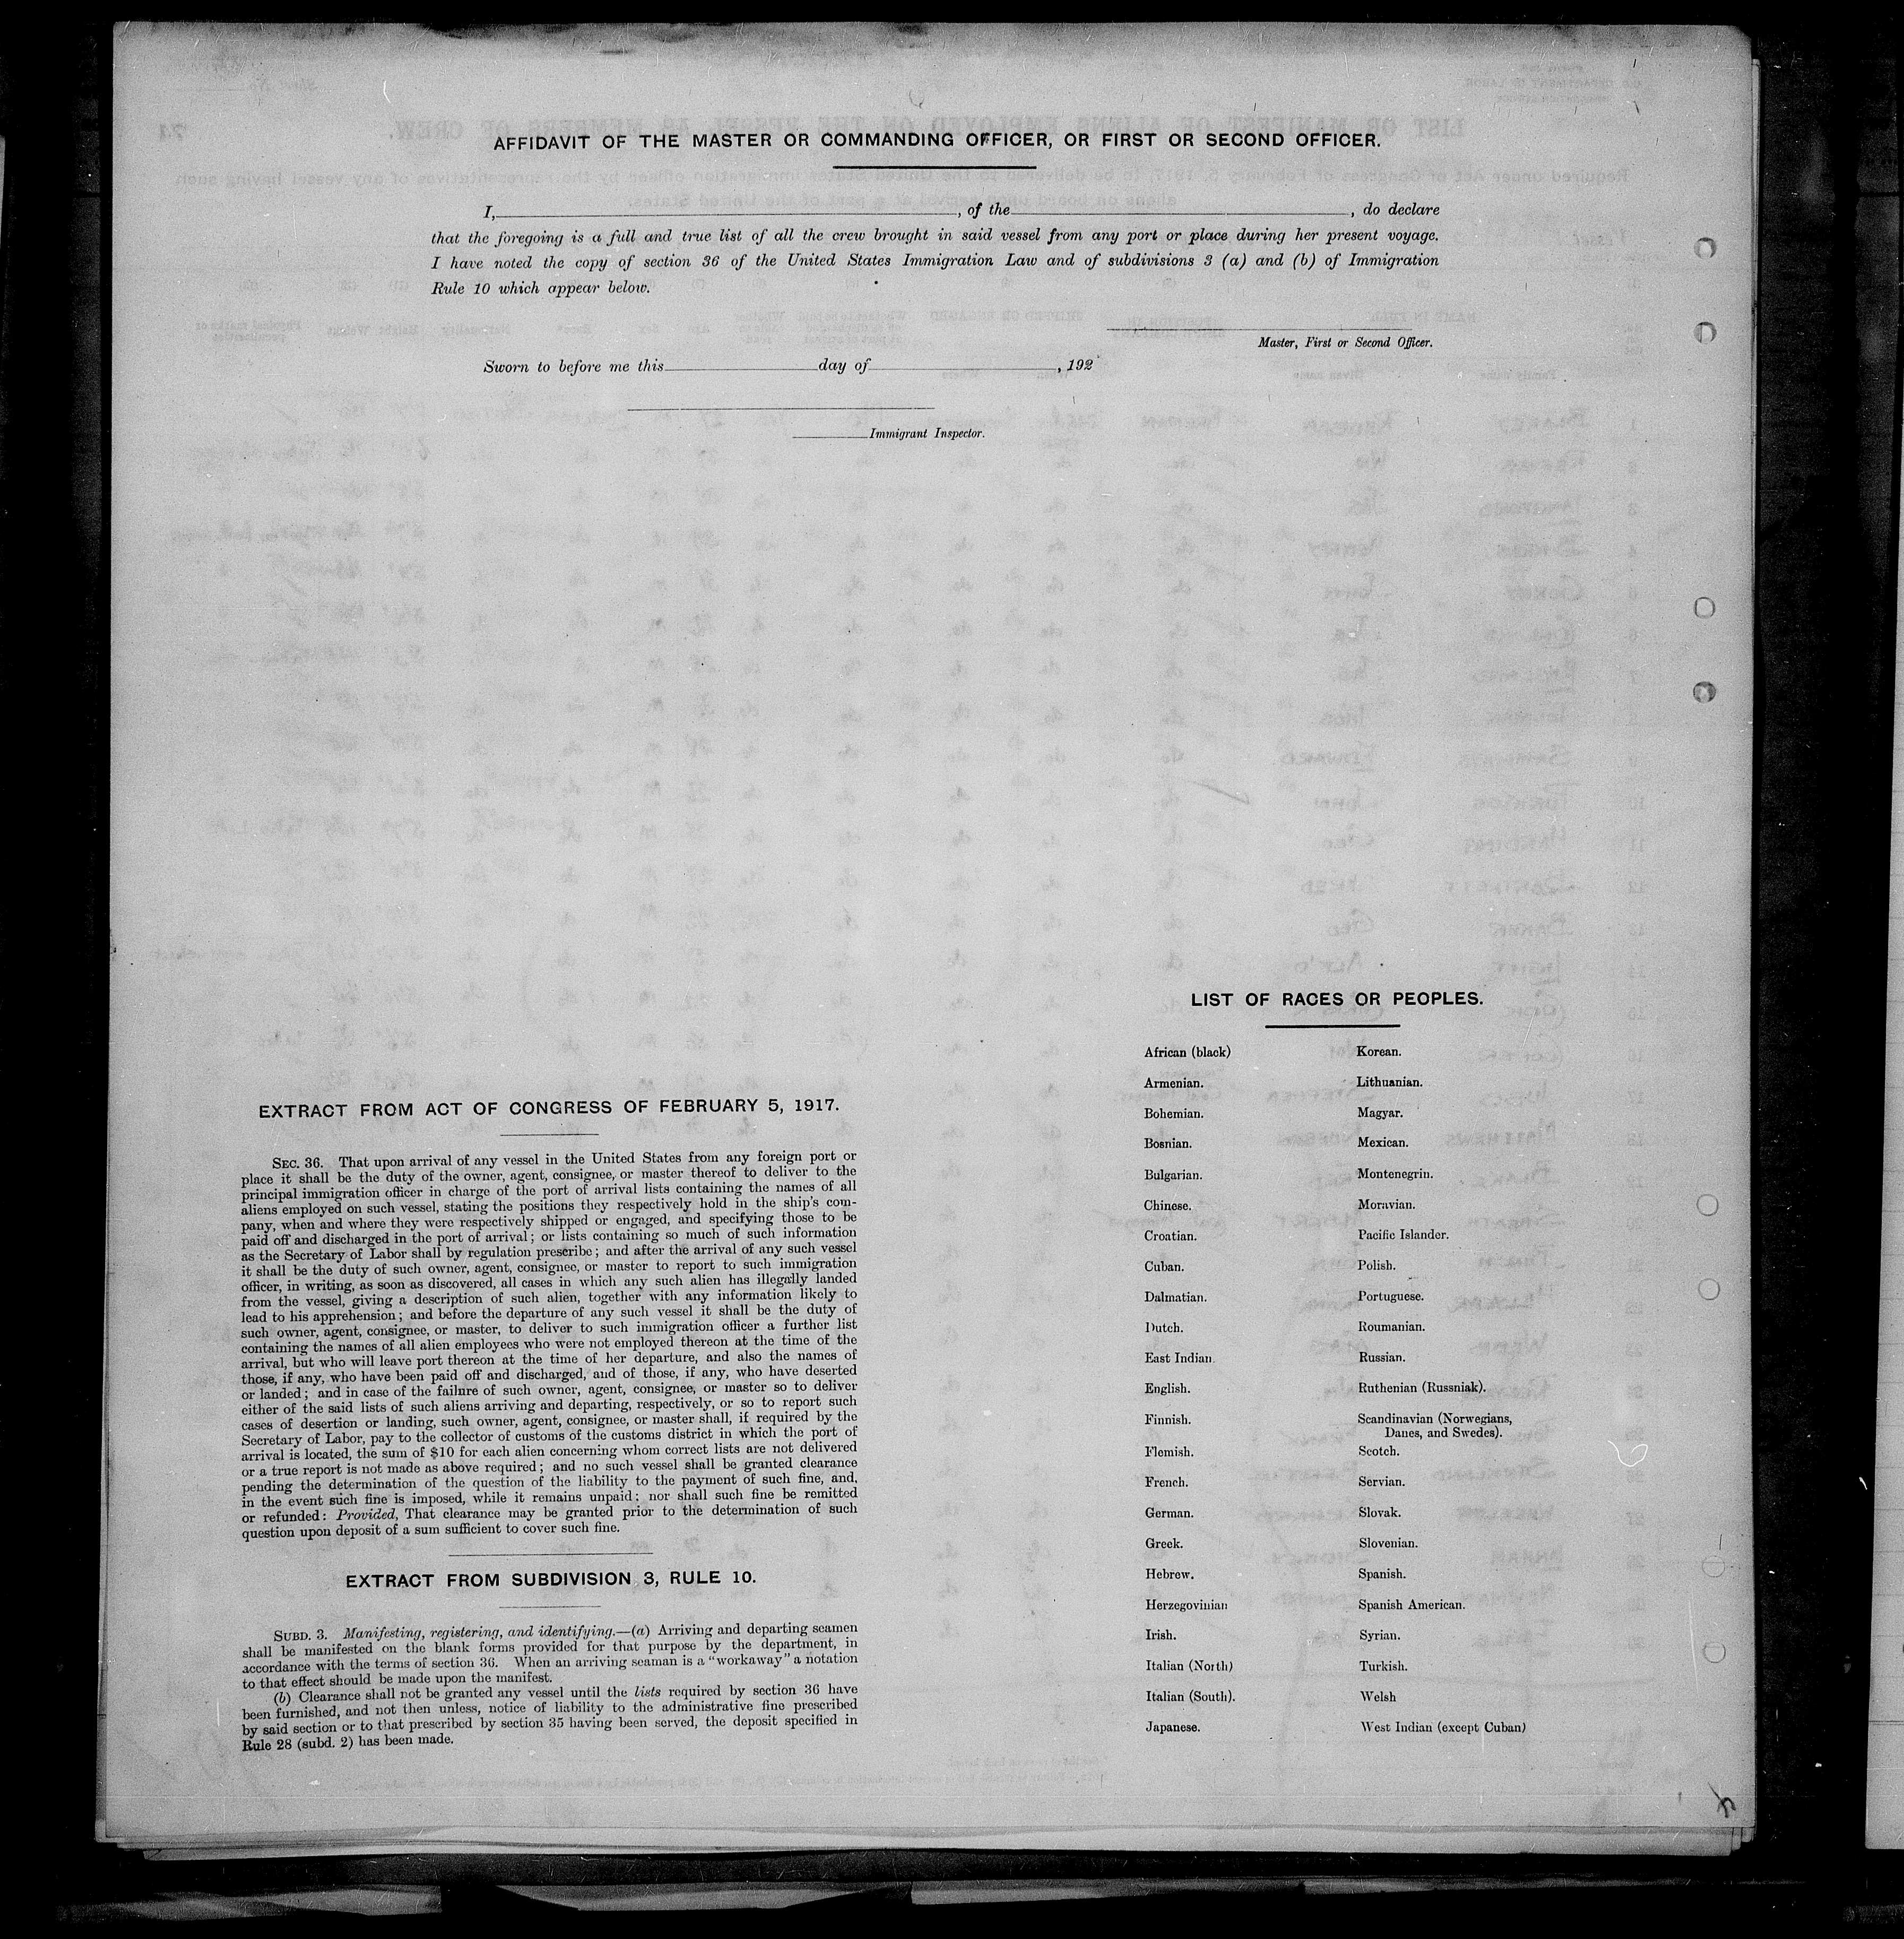 AFFIDAVIT OF THE MASTER OR COMMANDING OFFICER, OR FIRST OR SECOND OFFICER.
I, , of the , do declare
that the foregoing is a full and true list of all the crew brought in said vessel from any port or place during her present voyage.
I have noted the copy of section 36 of the United States Immigration Law and of subdivisions 3 (a) and (b) of Immigration
Rule 10 which appear below.
Master, First or Second Officer.
Sworn to before me this day of , 192
Immigrant Inspector.
EXTRACT FROM ACT OF CONGRESS OF FEBRUARY 5, 1917.
SEC. 36. That upon arrival of any vessel in the United States from any foreign port or
place it shall be the duty of the owner, agent, consignee, or master thereof to deliver to the
principal immigration officer in charge of the port of arrival lists containing the names of all
aliens employed on such vessel, stating the positions they respectively hold in the ship's com-
pany, when and where they were respectively shipped or engaged, and specifying those to be
paid off and discharged in the port of arrival; or lists containing so much of such information
as the Secretary of Labor shall by regulation prescribe; and after the arrival of any such vessel
it shall be the duty of such owner, agent, consignee, or master to report to such immigration
officer, in writing, as soon as discovered, all cases in which any such alien has illegally landed
from the vessel, giving a description of such alien, together with any information likely to
lead to his apprehension; and before the departure of any such vessel it shall be the duty of
such owner, agent, consignee, or master, to deliver to such immigration officer a further list
containing the names of all alien employees who were not employed thereon at the time of the
arrival, but who will leave port thereon at the time of her departure, and also the names of
those, if any, who have been paid off and discharged, and of those, if any, who have deserted
or landed; and in case of the failure of such owner, agent, consignee, or master so to deliver
either of the said lists of such aliens arriving and departing, respectively, or so to report such
cases of desertion or landing, such owner, agent, consignee, or master shall, if required by the
Secretary of Labor, pay to the collector of customs of the customs district in which the port of
arrival is located, the sum of $10 for each alien concerning whom correct lists are not delivered
or a true report is not made as above required; and no such vessel shall be granted clearance
pending the determination of the question of the liability to the payment of such fine, and,
in the event such fine is imposed, while it remains unpaid; nor shall such fine be remitted
or refunded: Provided, That clearance may be granted prior to the determination of such
question upon deposit of a sum sufficient to cover such fine.
EXTRACT FROM SUBDIVISION 3, RULE 10.
SUBD. 3. Manifesting, registering, and identifying.—(a) Arriving and departing seamen
shall be manifested on the blank forms provided for that purpose by the department, in
accordance with the terms of section 36. When an arriving seaman is a "workaway" a notation
to that effect should be made upon the manifest.
(b) Clearance shall not be granted any vessel until the lists required by section 36 have
been furnished, and not then unless, notice of liability to the administrative fine prescribed
by said section or to that prescribed by section 35 having been served, the deposit specified in
Rule 28 (subd. 2) has been made.
LIST OF RACES OR PEOPLES.
African (black)
Armenian.
Bohemian.
Bosnian.
Bulgarian.
Chinese.
Croatian.
Cuban.
Dalmatian.
Dutch.
East Indian
English.
Finnish.
Flemish.
French.
German.
Greek.
Hebrew.
Herzegovinian
Irish.
Italian (North)
Italian (South).
Japanese.
Korean.
Lithuanian.
Magyar.
Mexican.
Montenegrin.
Moravian.
Pacific Islander.
Polish.
Portuguese.
Roumanian.
Russian.
Ruthenian (Russniak).
Scandinavian (Norwegians,
Danes, and Swedes).
Scotch.
Servian.
Slovak.
Slovenian.
Spanish.
Spanish American.
Syrian.
Turkish.
Welsh
West Indian (except Cuban)